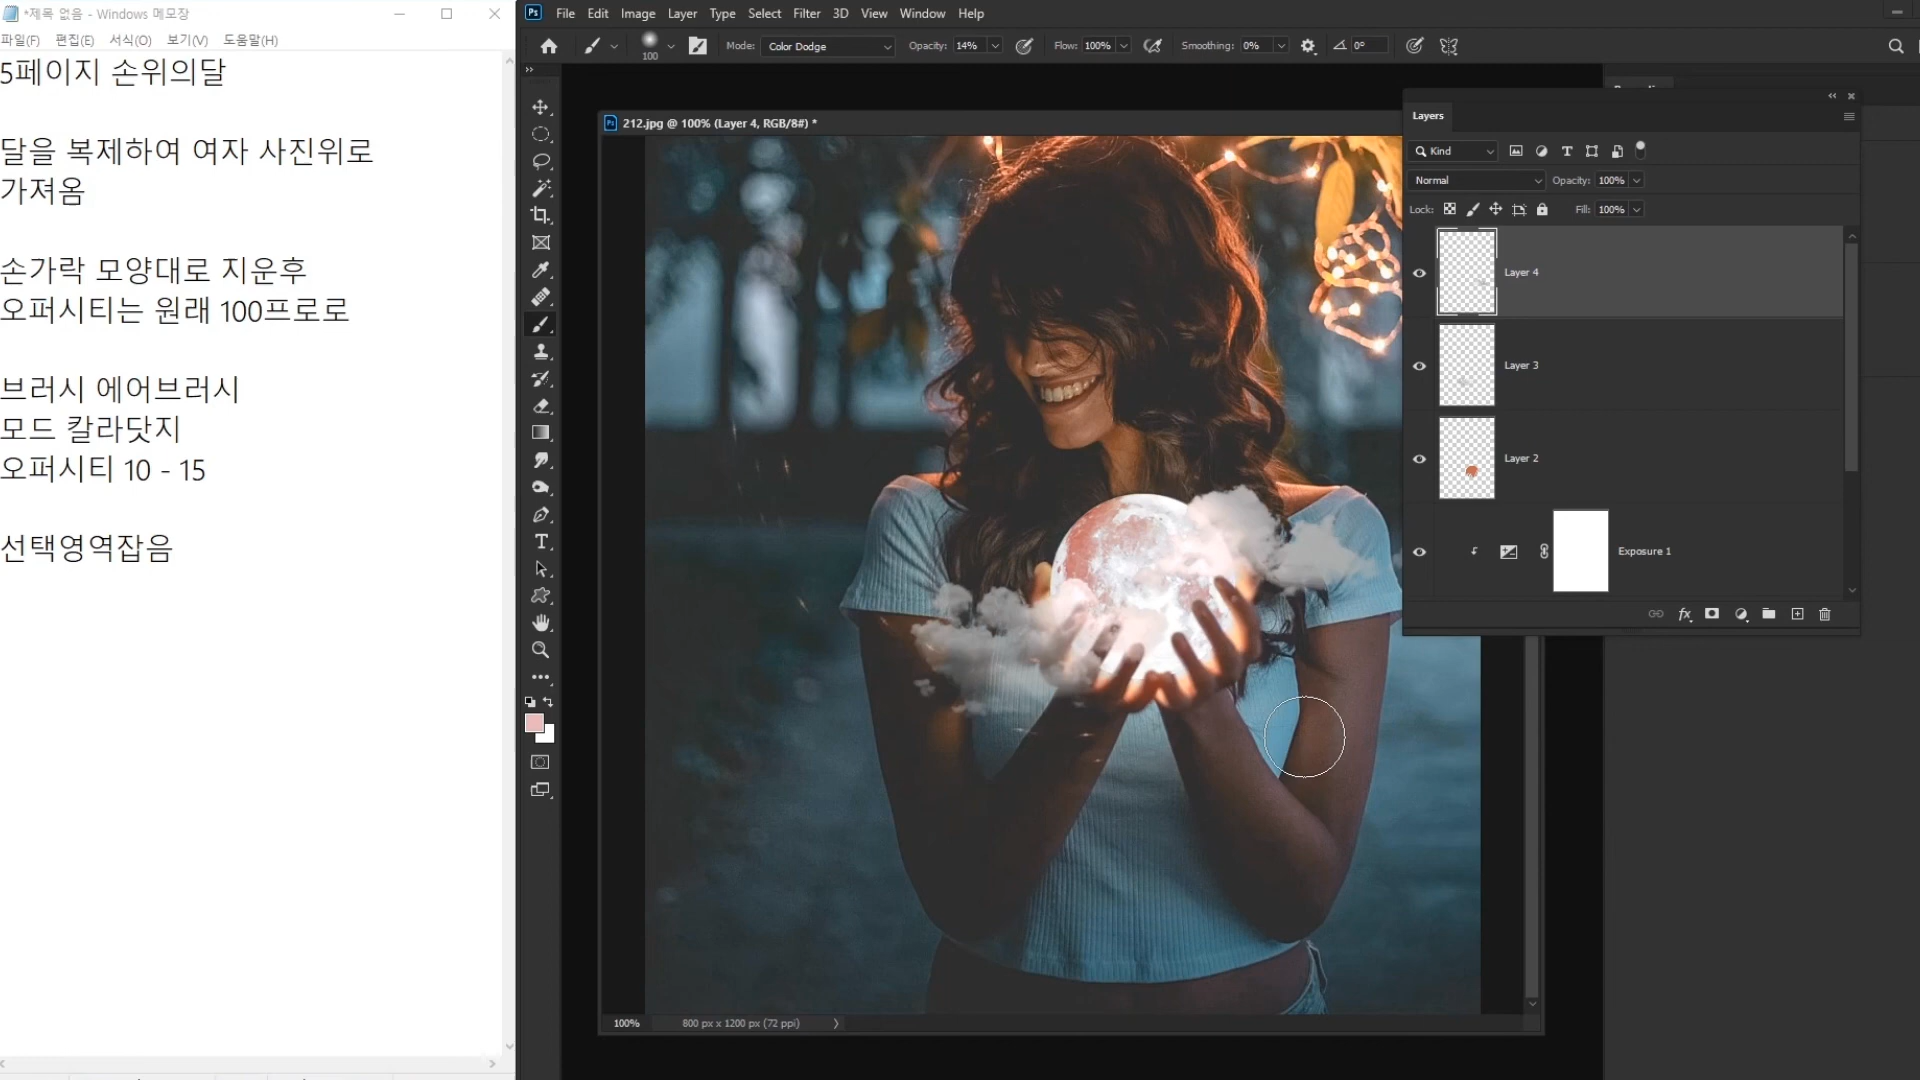 *제목 없음 - Windows 메모장
파일(F) 편집(E) 서식(O) 보기(V) 도움말(H)
5페이지 손위의달
달을 복제하여 여자 사진위로
가져옴
손가락 모양대로 지운후
오퍼시티는 원래 100프로로
브러시 에어브러시
모드 칼라닷지
오퍼시티 10 - 15
선택영역잡음
Ps File Edit Image Layer Type Select Filter 3D View Window Help
100 Mode: Color Dodge Opacity: 14% Flow: 100% Smoothing: 0% 0°
Ps 212.jpg @ 100% (Layer 4, RGB/8#) *
Layers
Kind
Normal Opacity: 100%
Lock: Fill: 100%
Layer 4
Layer 3
Layer 2
Exposure 1
fx
100% 800 px x 1200 px (72 ppi)